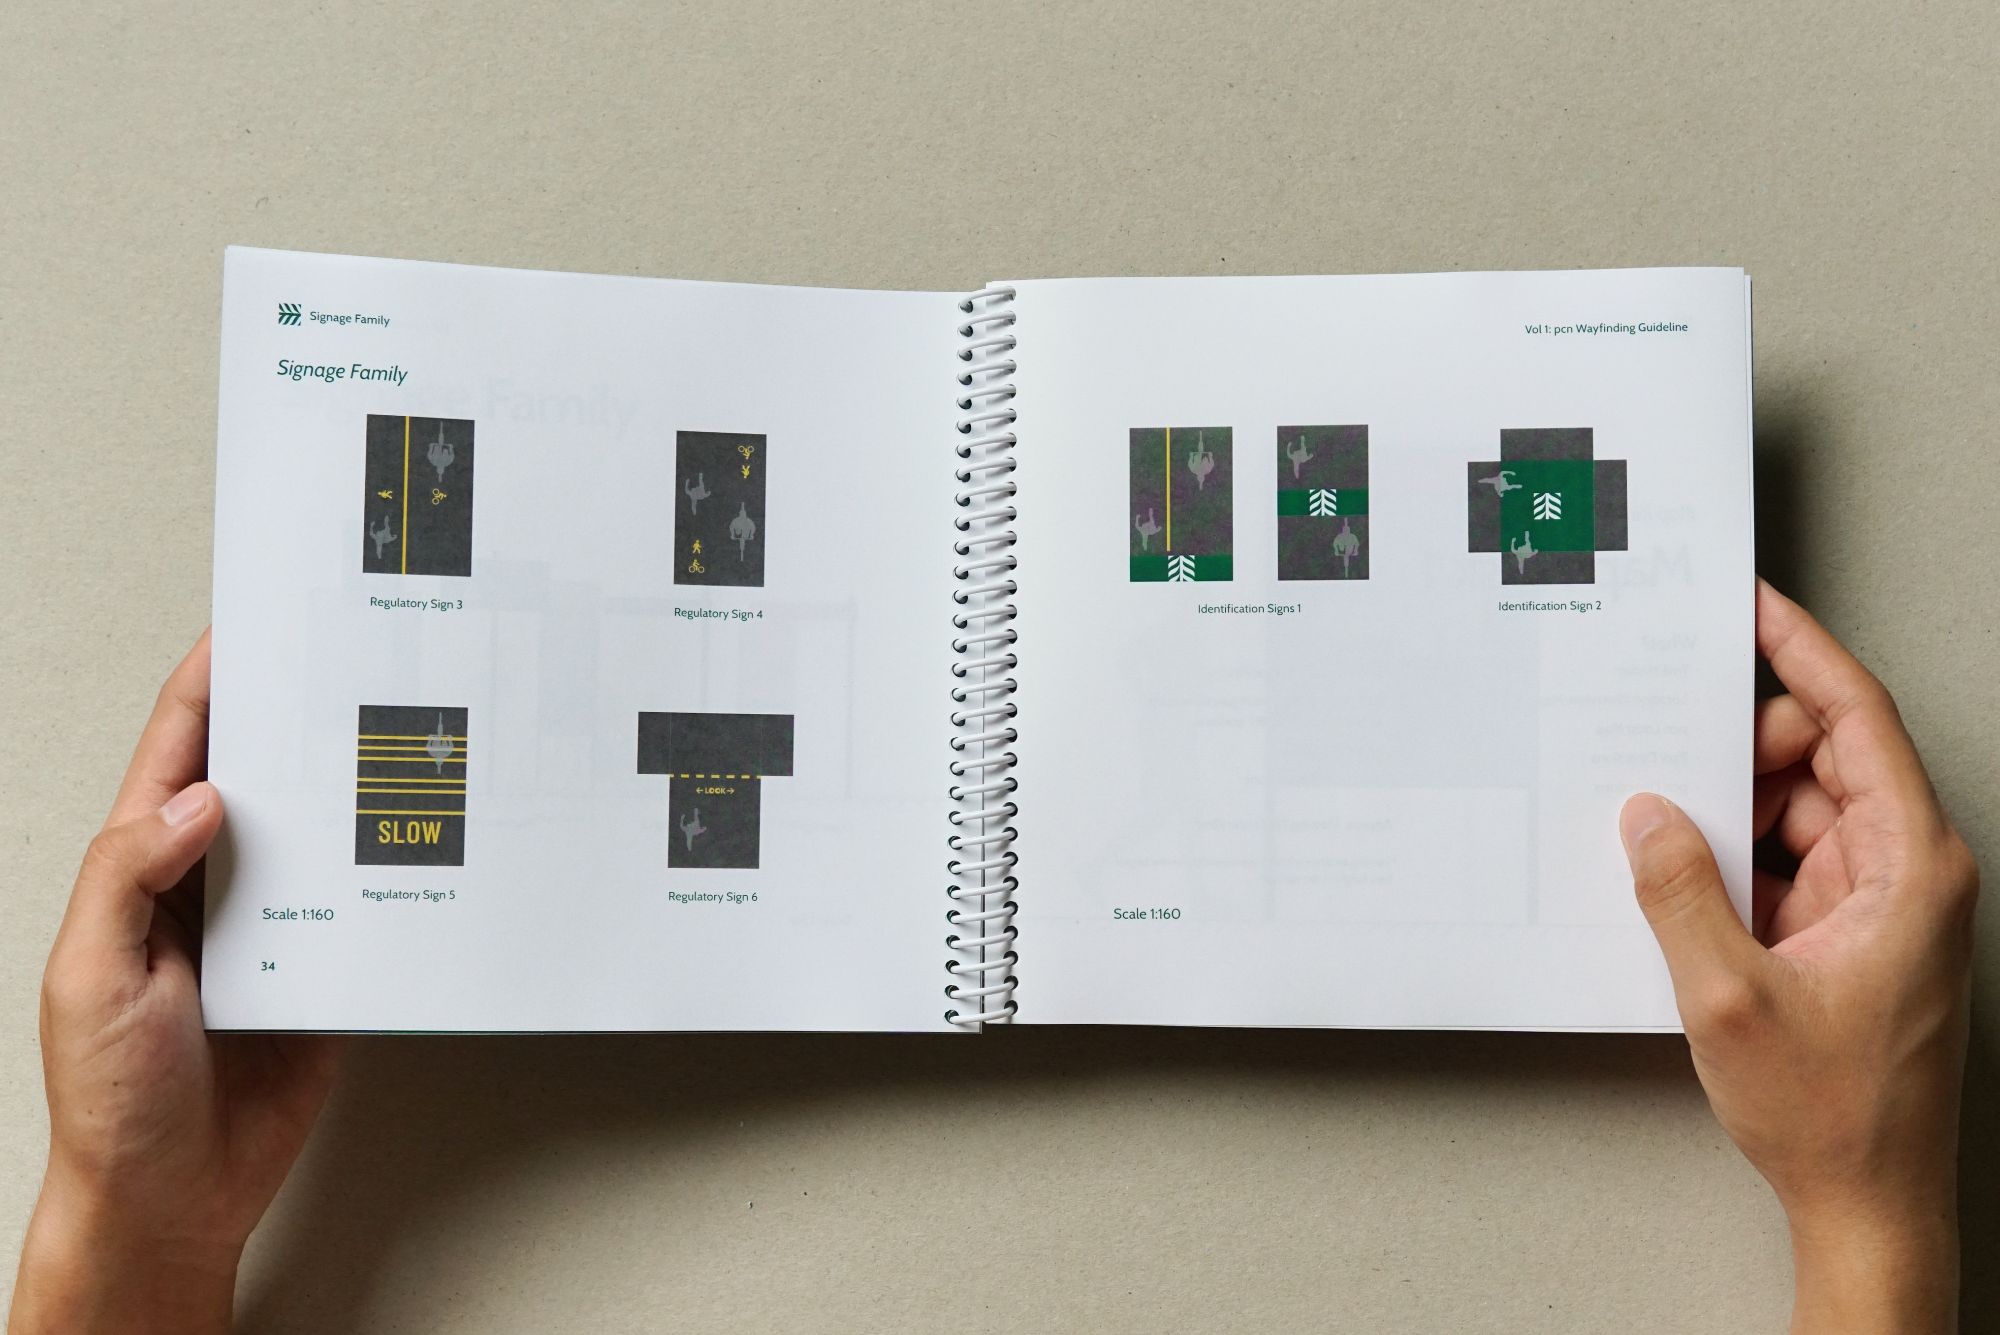 Signage Family
Signage Family
Regulatory Sign 3
Regulatory Sign 4
SLOW
←LOOK→
Regulatory Sign 5
Regulatory Sign 6
Scale 1:160
34
Vol 1: pcn Wayfinding Guideline
Identification Signs 1
Identification Sign 2
Scale 1:160